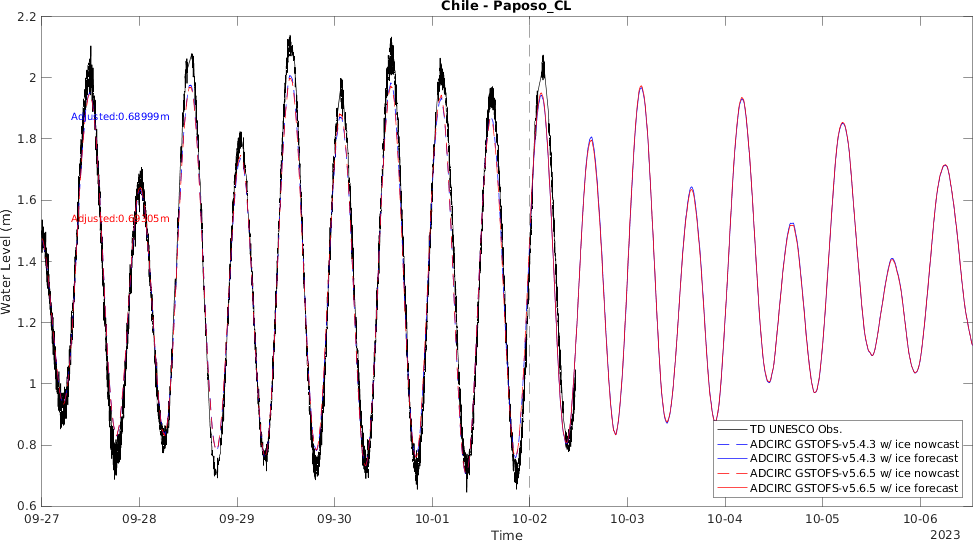 Chile - Paposo_CL
2.2
2
1.8
1.6
1.4
1.2
1
0.8
0.6
Water Level (m)
Adjusted:0.68999m
Adjusted:0.69305m
TD UNESCO Obs.
ADCIRC GSTOFS-v5.4.3 w/ ice nowcast
ADCIRC GSTOFS-v5.4.3 w/ ice forecast
ADCIRC GSTOFS-v5.6.5 w/ ice nowcast
ADCIRC GSTOFS-v5.6.5 w/ ice forecast
09-27 09-28 09-29 09-30 10-01 10-02 10-03 10-04 10-05 10-06
Time
2023